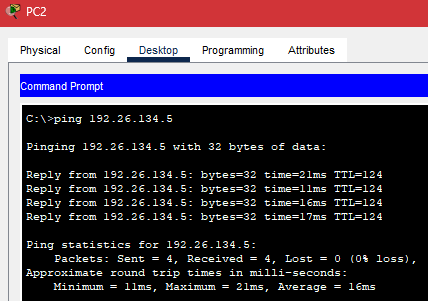 PC2
Physical Config Desktop Programming Attributes
Command Prompt
C:\>ping 192.26.134.5
Pinging 192.26.134.5 with 32 bytes of data:
Reply from 192.26.134.5: bytes=32 time=21ms TTL=124
Reply from 192.26.134.5: bytes=32 time=11ms TTL=124
Reply from 192.26.134.5: bytes=32 time=16ms TTL=124
Reply from 192.26.134.5: bytes=32 time=17ms TTL=124
Ping statistics for 192.26.134.5:
Packets: Sent = 4, Received = 4, Lost = 0 (0% loss),
Approximate round trip times in milli-seconds:
Minimum = 11ms, Maximum = 21ms, Average = 16ms